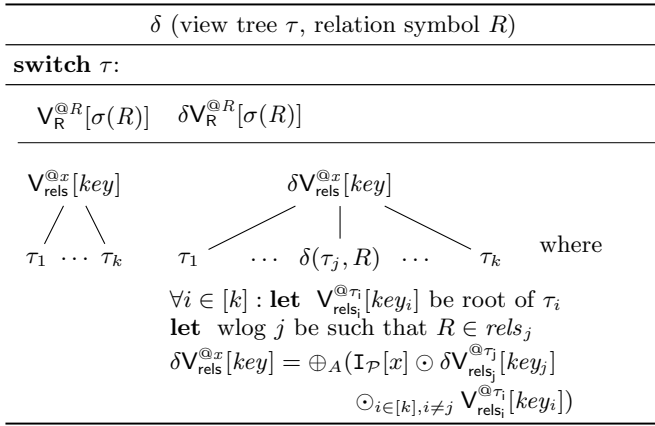 δ (view tree τ, relation symbol R)
switch τ:
V_R^{@R}[σ(R)] δV_R^{@R}[σ(R)]
V_rels^{@x}[key] δV_rels^{@x}[key]
τ_1 ⋯ τ_k τ_1 ⋯ δ(τ_j, R) ⋯ τ_k where
∀i ∈ [k] : let V_{rels_i}^{@τ_i}[key_i] be root of τ_i
let wlog j be such that R ∈ rels_j
δV_rels^{@x}[key] = ⊕_A(I_P[x] ⊙ δV_{rels_j}^{@τ_j}[key_j]
⊙_{i∈[k],i≠j} V_{rels_i}^{@τ_i}[key_i])